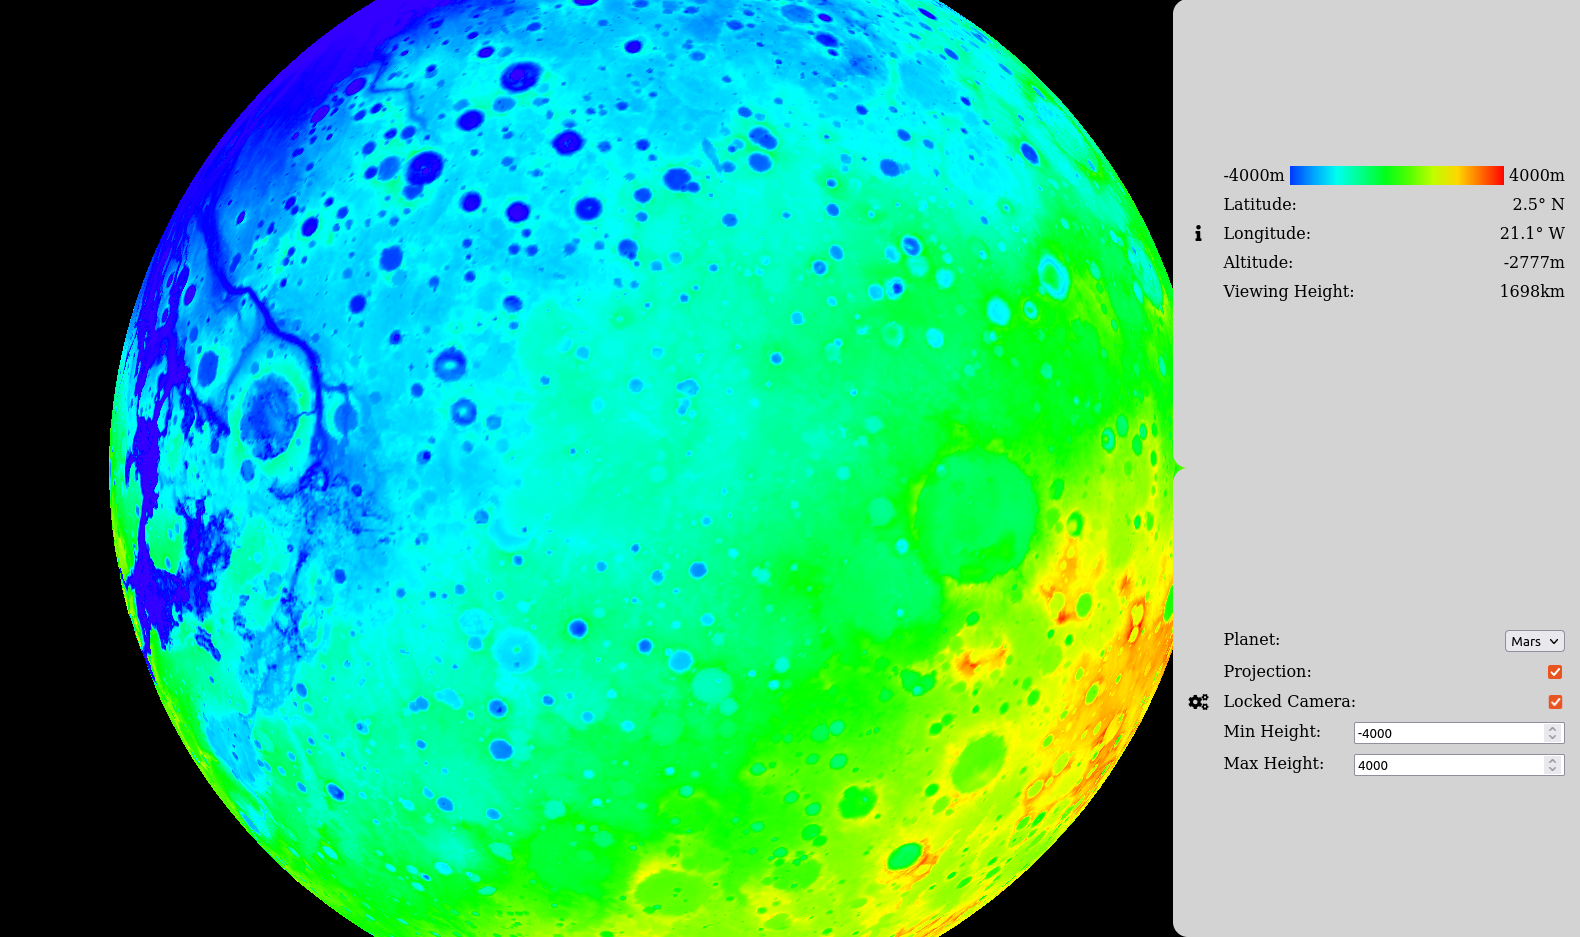 -4000m 4000m
Latitude: 2.5° N
Longitude: 21.1° W
Altitude: -2777m
Viewing Height: 1698km
Planet: Mars
Projection:
Locked Camera:
Min Height: -4000
Max Height: 4000